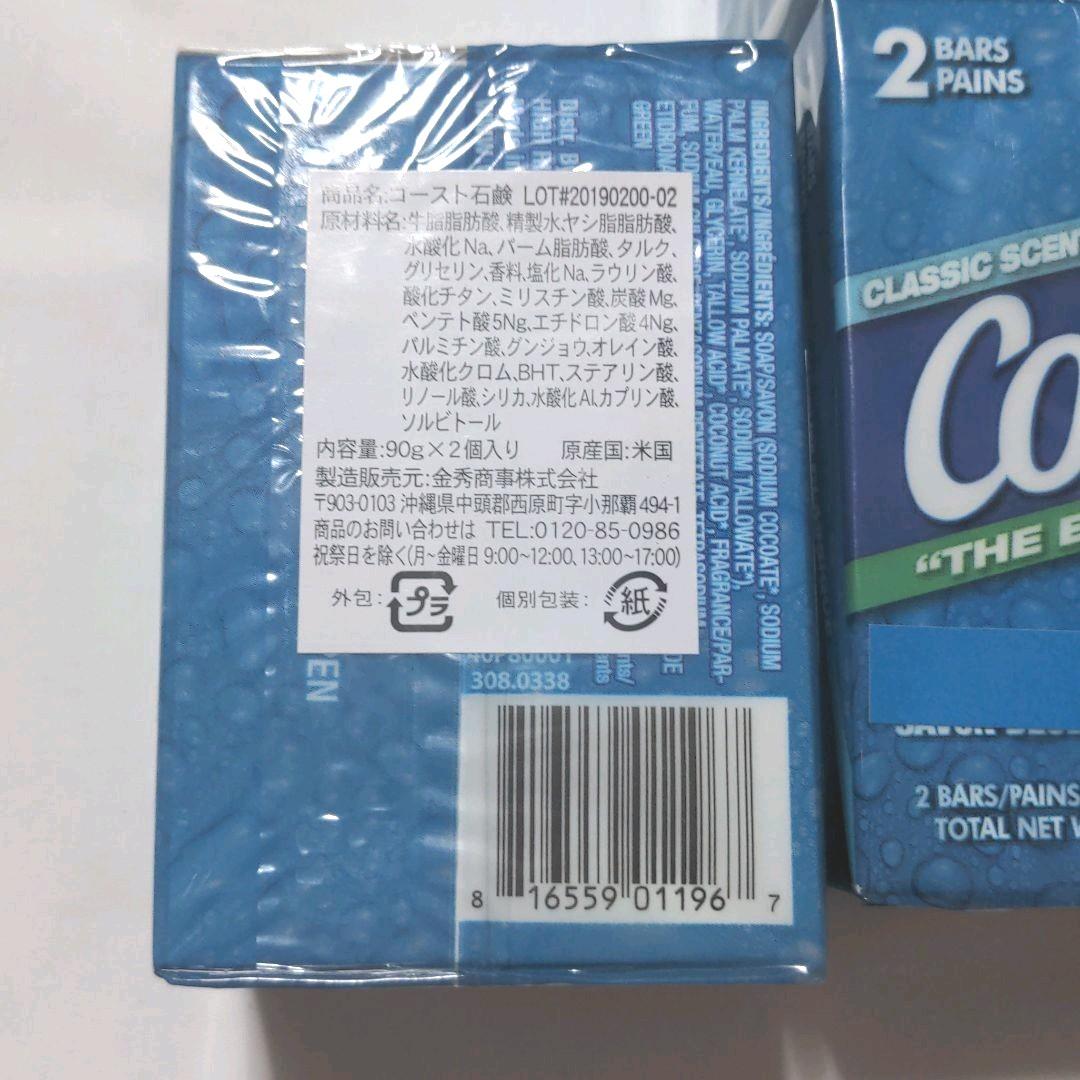 商品名:コースト石鹸 LOT#20190200-02
原材料名:牛脂脂肪酸、精製水、ヤシ脂脂肪酸、
水酸化Na、パーム脂肪酸、タルク、
グリセリン、香料、塩化Na、ラウリン酸、
酸化チタン、ミリスチン酸、炭酸Mg、
ペンテト酸5Ng、エチドロン酸4Ng、
パルミチン酸、グンジョウ、オレイン酸、
水酸化クロム、BHT、ステアリン酸、
リノール酸、シリカ、水酸化Al、カプリン酸、
ソルビトール
内容量:90g×2個入り 原産国:米国
製造販売元:金秀商事株式会社
〒903-0103 沖縄県中頭郡西原町字小那覇494-1
商品のお問い合わせは TEL:0120-85-0986
祝祭日を除く(月~金曜日 9:00~12:00、13:00~17:00)
外包: プラ 個別包装: 紙
308.0338
8 16559 01196 7
INGREDIENTS/INGRÉDIENTS: SOAP/SAVON (SODIUM COCOATE*, SODIUM
PALM KERNELATE*, SODIUM PALMATE*, SODIUM TALLOWATE*),
WATER/EAU, GLYCERIN, TALLOW ACID*, COCONUT ACID*, FRAGRANCE/PAR-
FUM,
GREEN
Distr.
2 BARS
PAINS
CLASSIC SCENT
Co
"THE E
2 BARS/PAINS
TOTAL NET W